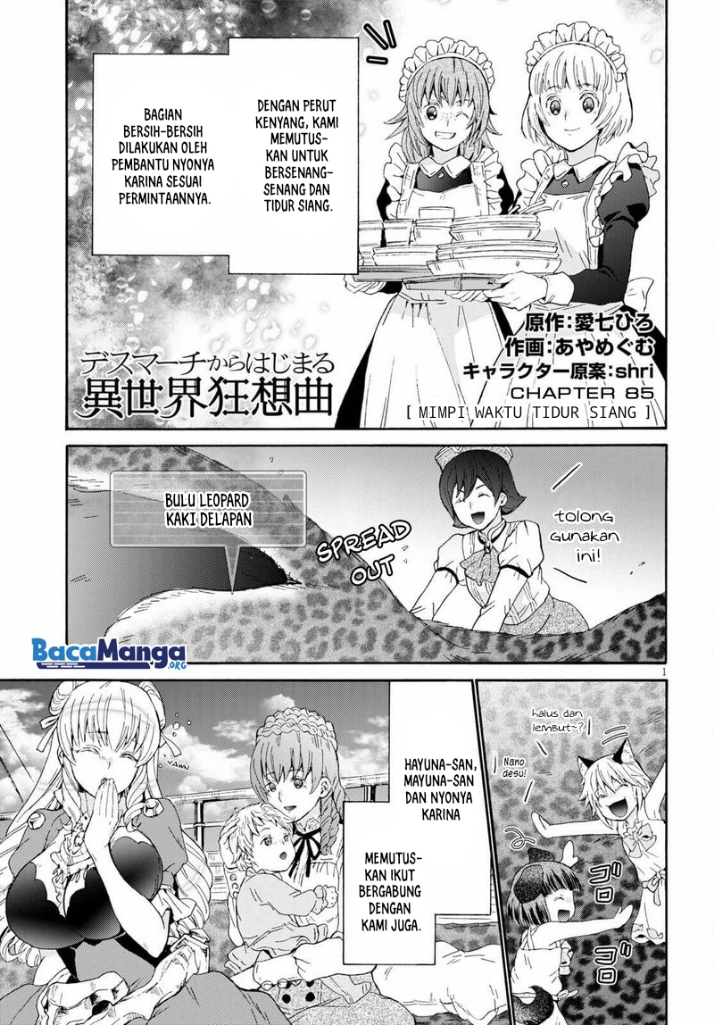 DENGAN PERUT
KENYANG, KAMI
MEMUTUS-
KAN UNTUK
BERSENANG-
SENANG DAN
TIDUR SIANG.
BAGIAN
BERSIH-BERSIH
DILAKUKAN OLEH
PEMBANTU NYONYA
KARINA SESUAI
PERMINTAANNYA.
原作:愛七ひろ
作画:あやめぐむ
キャラクター原案:shri
デスマーチからはじまる
異世界狂想曲
CHAPTER 85
[ MIMPI WAKTU TIDUR SIANG ]
tolong
gunakan
ini!
BULU LEOPARD
KAKI DELAPAN
SPREAD
OUT
BacaManga
.ORG
1
halus dan
lembut~?
Nano
desu!
ゴロ
ゴロ
HAYUNA-SAN,
MAYUNA-SAN
DAN NYONYA
KARINA
MEMUTUS-
KAN IKUT
BERGABUNG
DENGAN
KAMI JUGA.
YAWN